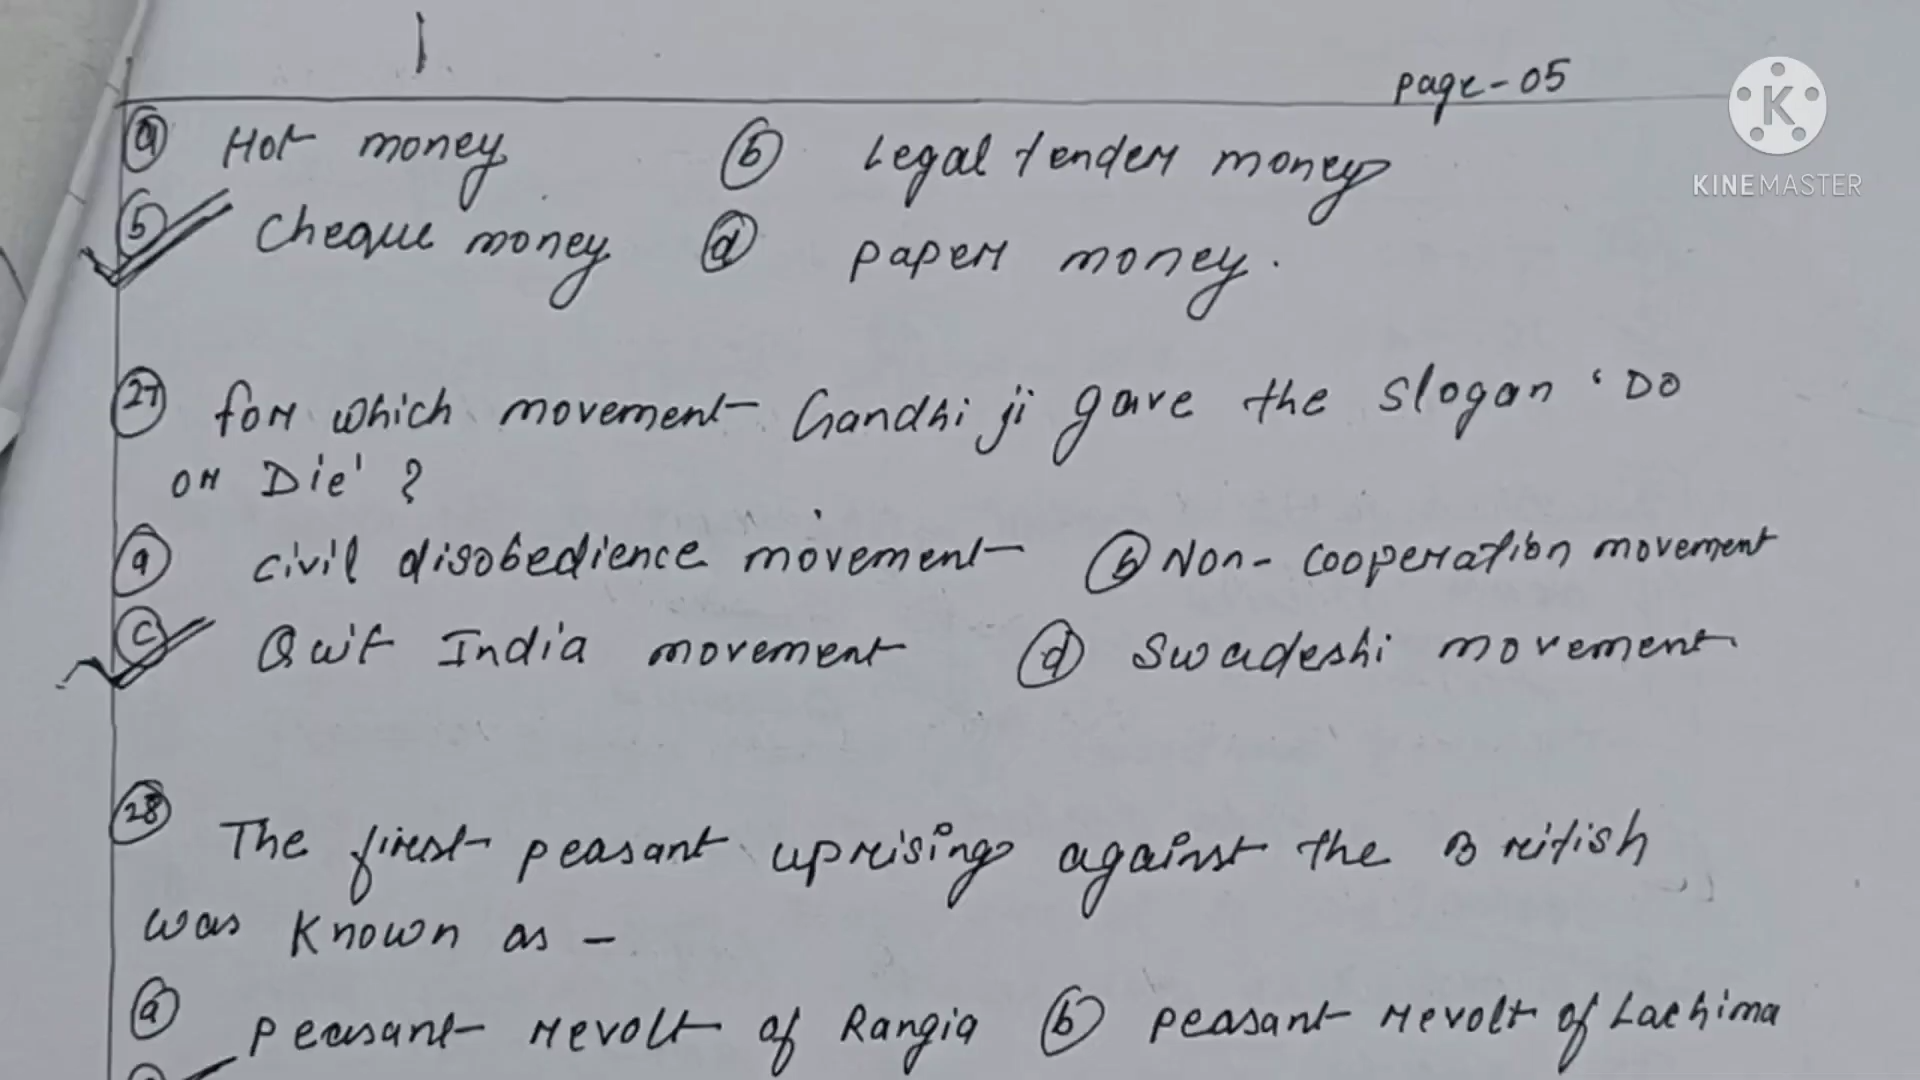 page-05
KINEMASTER
(a) Hot money (b) Legal tender money
(b) Cheque money (d) paper money.
(27) for which movement Gandhi ji gave the slogan 'Do
or Die' ?
(a) civil disobedience movement (b) Non-cooperation movement
(c) Quit India movement (d) Swadeshi movement
(28) The first peasant uprising against the British
was known as -
(a) peasant revolt of Rangia (b) peasant revolt of Lachima